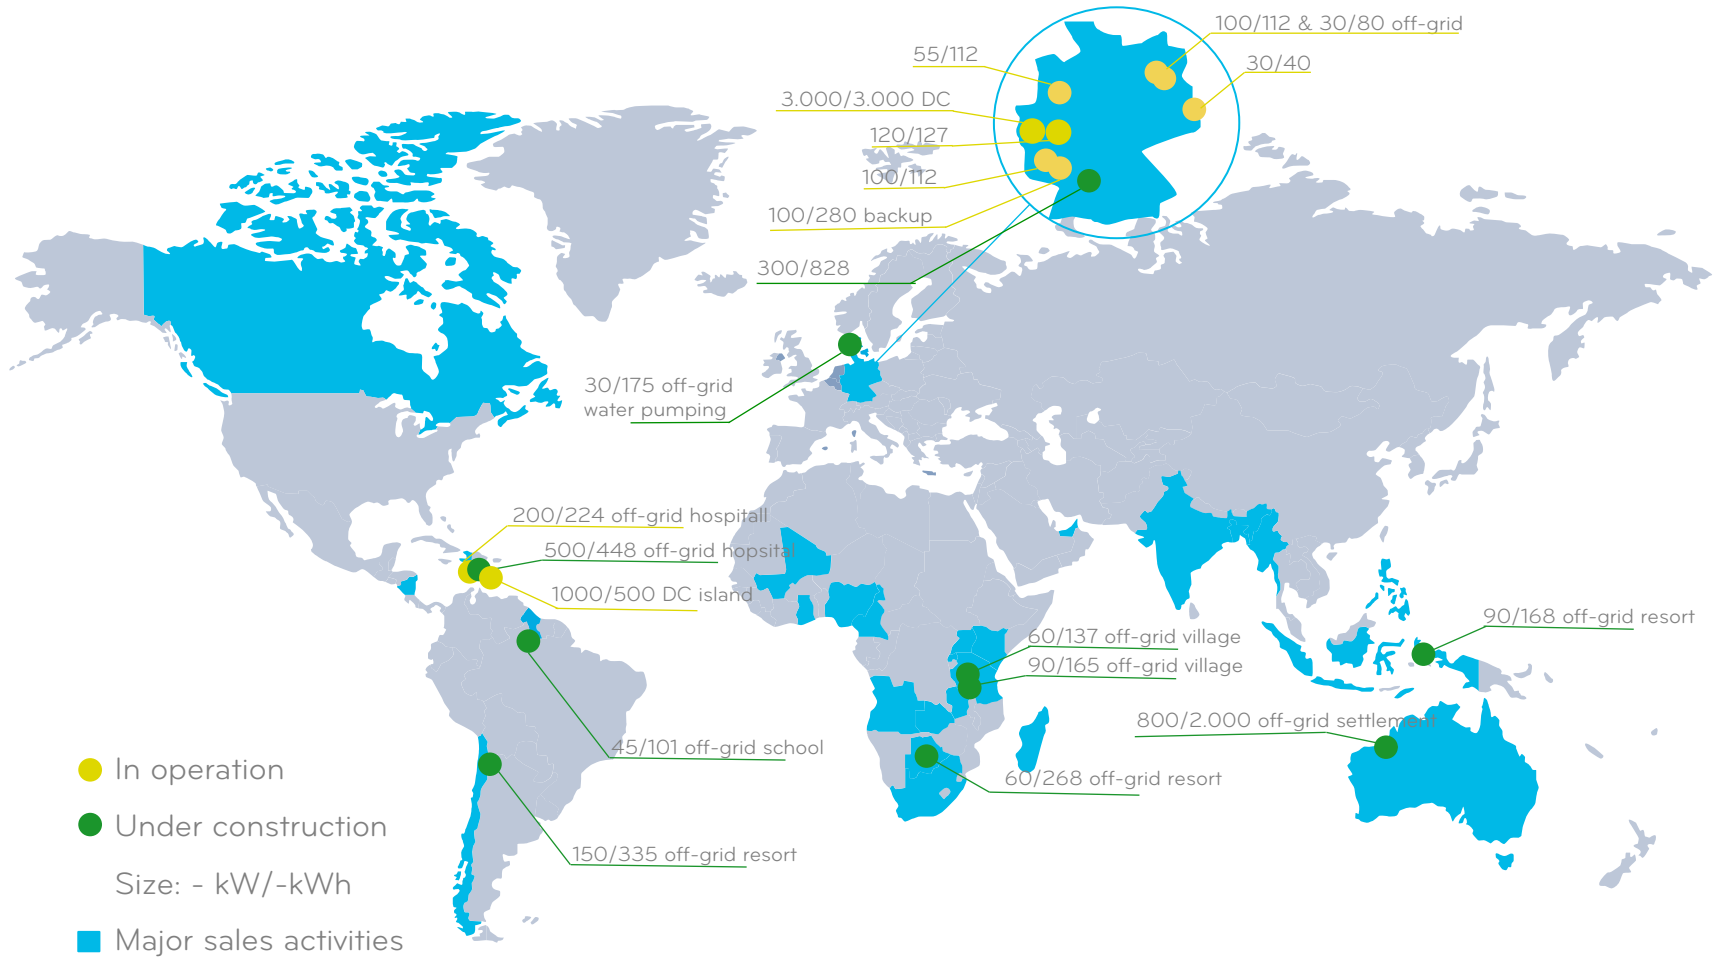 100/112 & 30/80 off-grid
55/112
30/40
3.000/3.000 DC
120/127
100/112
100/280 backup
300/828
30/175 off-grid
water pumping
200/224 off-grid hospitall
500/448 off-grid hopsital
1000/500 DC island
90/168 off-grid resort
60/137 off-grid village
90/165 off-grid village
800/2.000 off-grid settlement
45/101 off-grid school
60/268 off-grid resort
150/335 off-grid resort
In operation
Under construction
Size: - kW/-kWh
Major sales activities